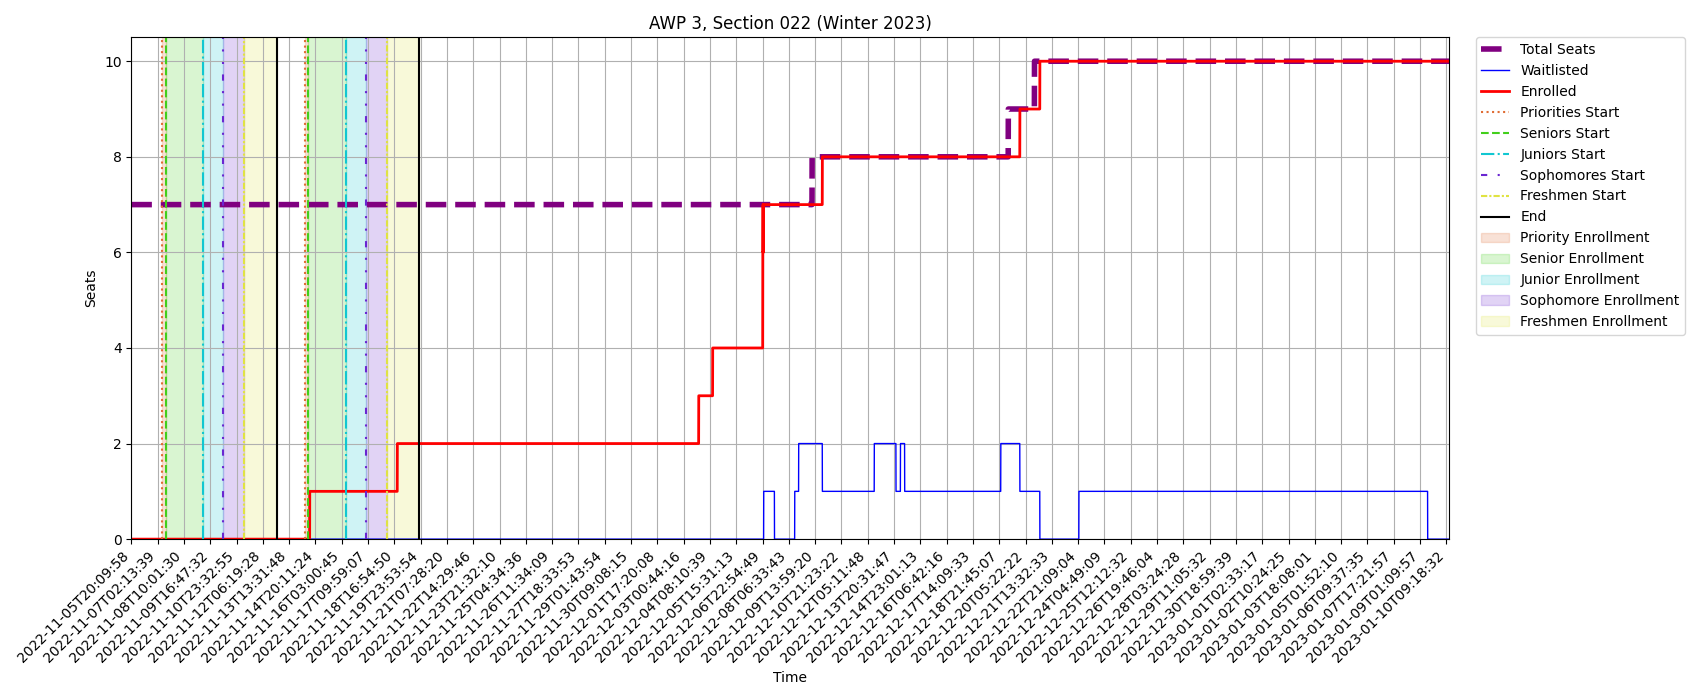 AWP 3, Section 022 (Winter 2023)
Seats
10
8
6
4
2
0
2022-11-05T20:09:58
2022-11-07T02:13:39
2022-11-08T10:01:30
2022-11-09T16:47:32
2022-11-10T23:32:55
2022-11-12T06:19:28
2022-11-13T13:31:48
2022-11-14T20:11:24
2022-11-16T03:00:45
2022-11-17T09:59:07
2022-11-18T16:54:50
2022-11-19T23:53:54
2022-11-21T07:28:20
2022-11-22T14:29:46
2022-11-23T21:32:10
2022-11-25T04:34:36
2022-11-26T11:34:09
2022-11-27T18:33:53
2022-11-29T01:43:54
2022-11-30T09:08:15
2022-12-01T17:20:08
2022-12-03T00:44:16
2022-12-04T08:10:39
2022-12-05T15:31:13
2022-12-06T22:54:49
2022-12-08T06:33:43
2022-12-09T13:59:20
2022-12-10T21:23:22
2022-12-12T05:11:48
2022-12-13T20:31:47
2022-12-14T23:01:13
2022-12-16T06:42:16
2022-12-17T14:09:33
2022-12-18T21:45:07
2022-12-20T05:22:22
2022-12-21T13:32:33
2022-12-22T21:09:04
2022-12-24T04:49:09
2022-12-25T12:12:32
2022-12-26T19:46:04
2022-12-28T03:24:28
2022-12-29T11:05:32
2022-12-30T18:59:39
2023-01-01T02:33:17
2023-01-02T10:24:25
2023-01-03T18:08:01
2023-01-05T01:52:10
2023-01-06T09:37:35
2023-01-07T17:21:57
2023-01-09T01:09:57
2023-01-10T09:18:32
Time
Total Seats
Waitlisted
Enrolled
Priorities Start
Seniors Start
Juniors Start
Sophomores Start
Freshmen Start
End
Priority Enrollment
Senior Enrollment
Junior Enrollment
Sophomore Enrollment
Freshmen Enrollment